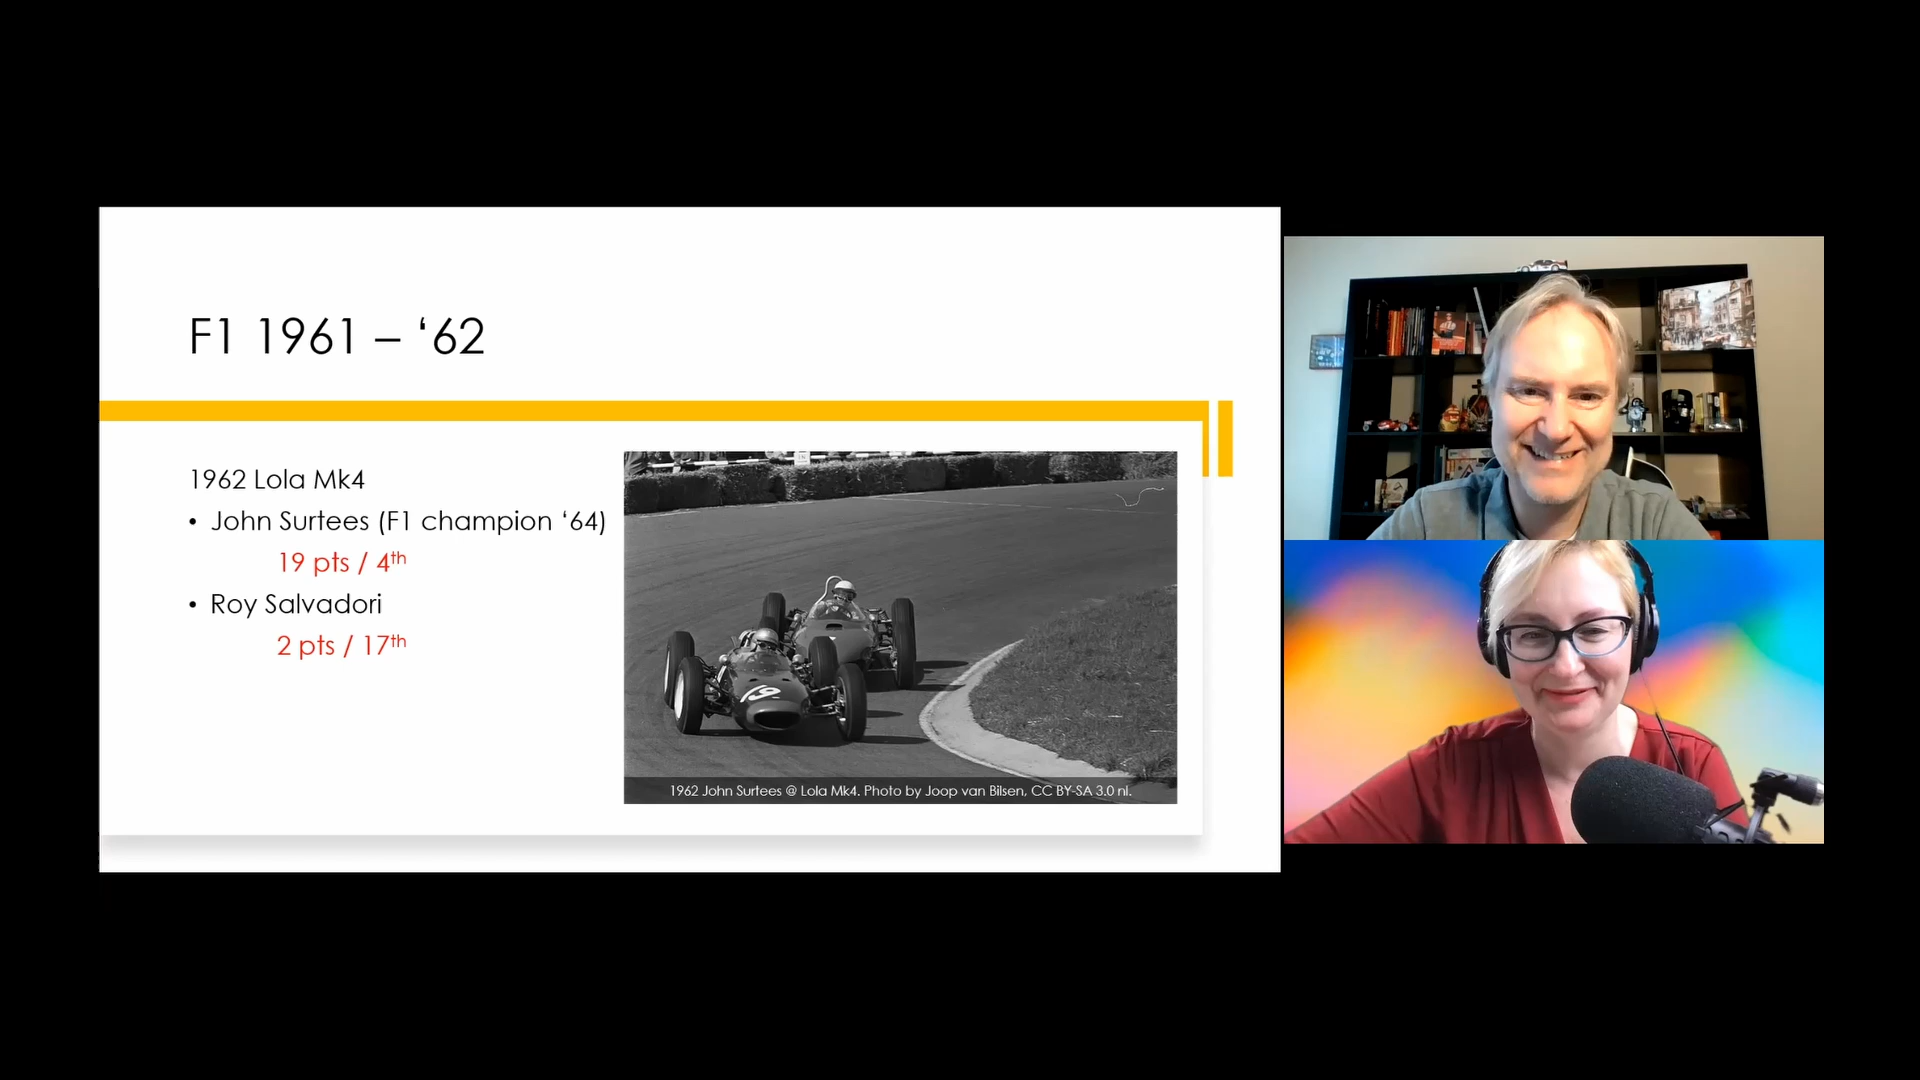 F1 1961 – ‘62
1962 Lola Mk4
• John Surtees (F1 champion ‘64)
19 pts / 4th
• Roy Salvadori
2 pts / 17th
19
1962 John Surtees @ Lola Mk4. Photo by Joop van Bilsen, CC BY-SA 3.0 nl.